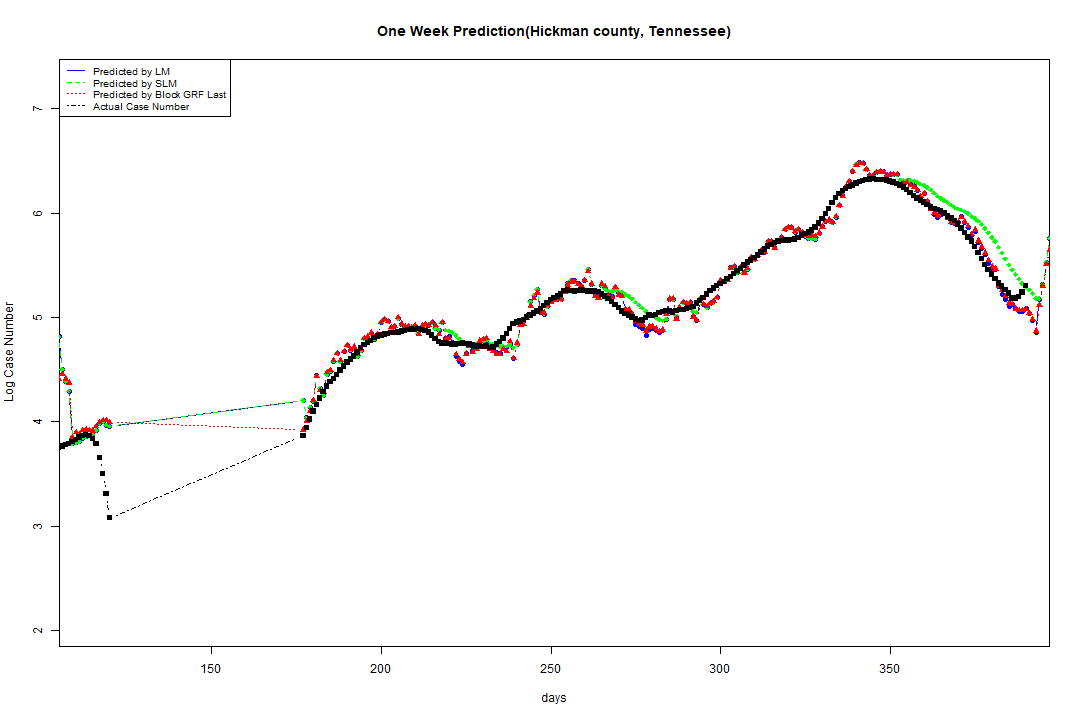 One Week Prediction(Hickman county, Tennessee)
Predicted by LM
Predicted by SLM
Predicted by Block GRF Last
Actual Case Number
7
6
5
4
3
2
Log Case Number
150 200 250 300 350
days